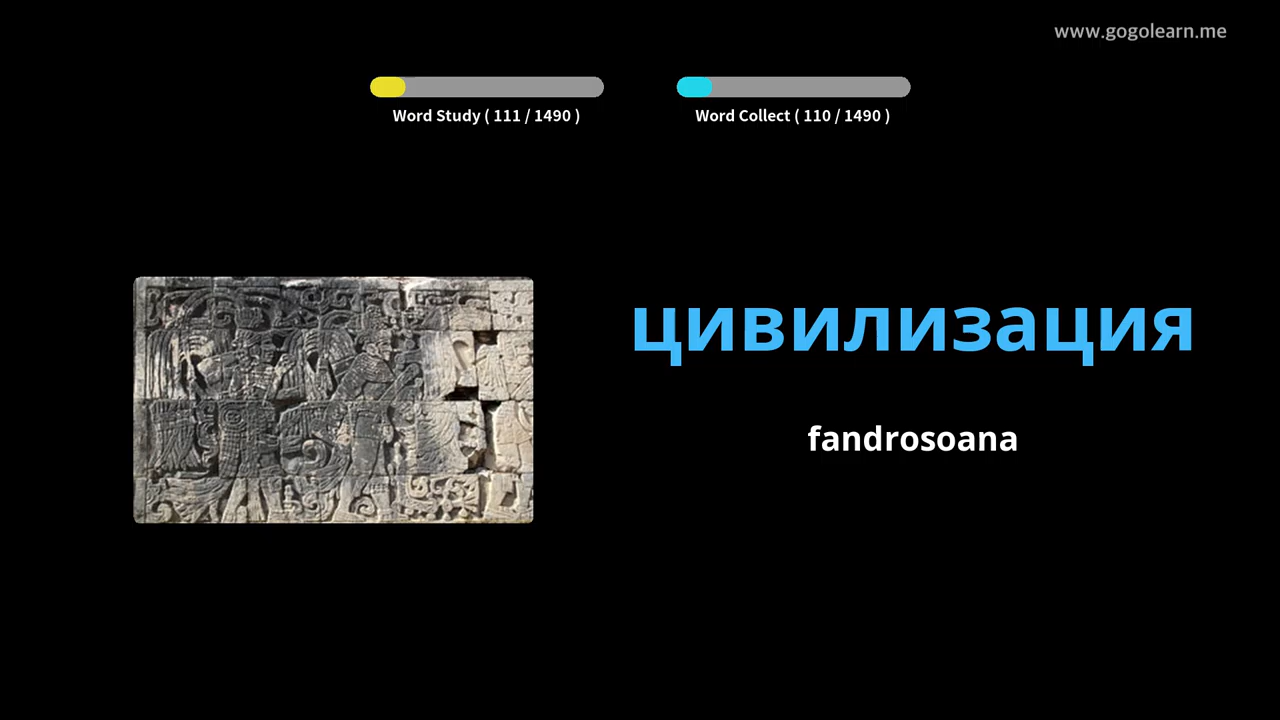 www.gogolearn.me
Word Study ( 111 / 1490 )
Word Collect ( 110 / 1490 )
цивилизация
fandrosoana